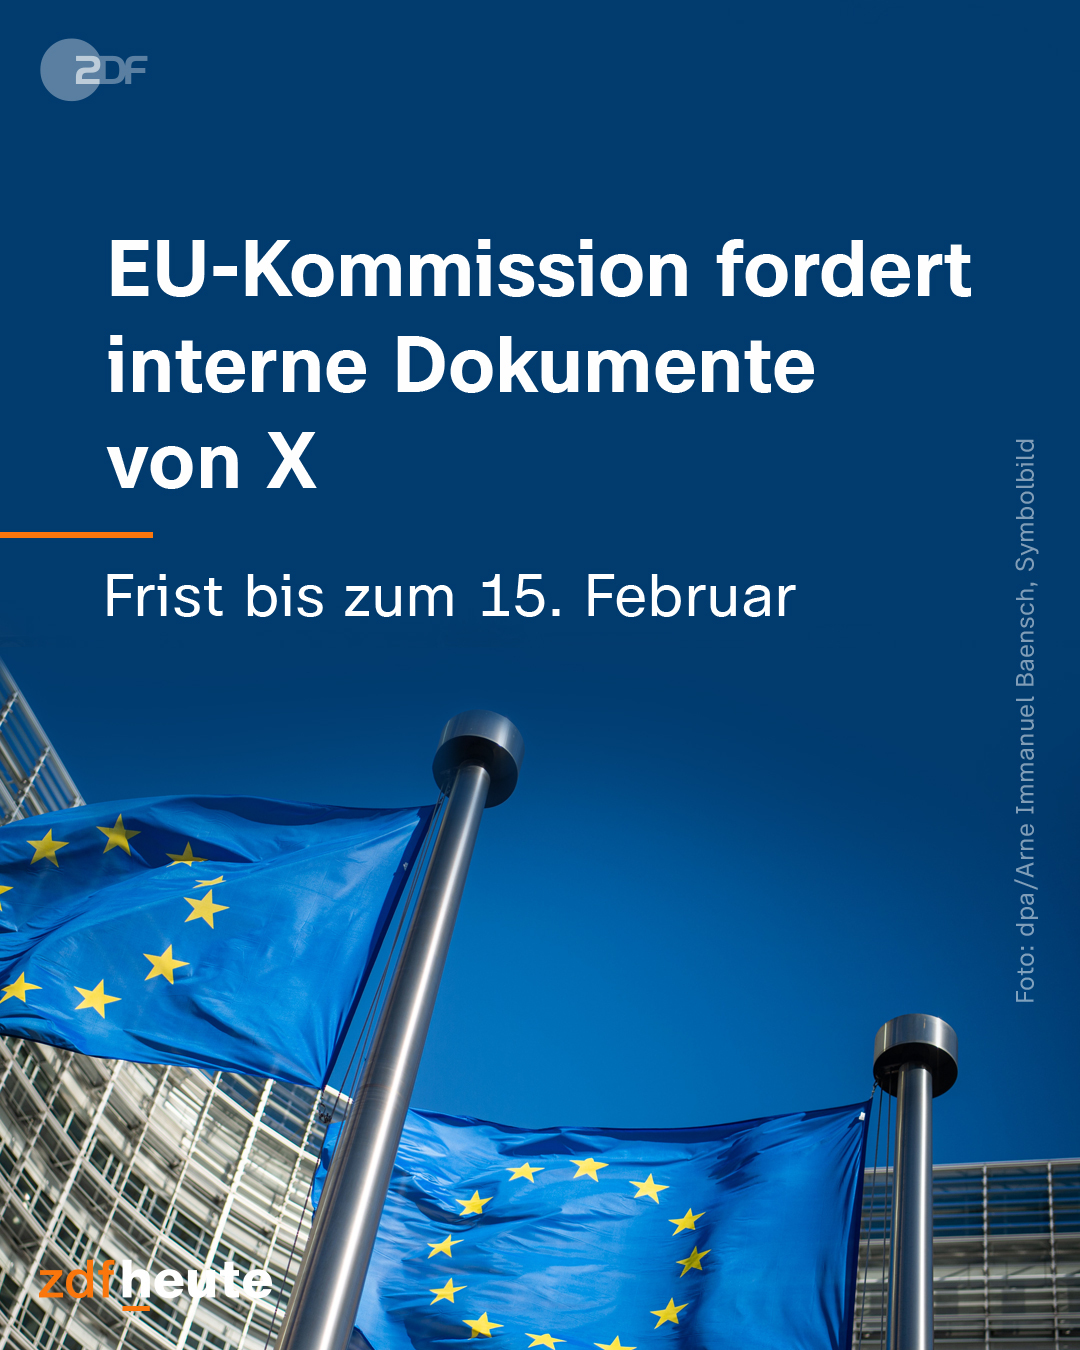 ZDF
EU-Kommission fordert
interne Dokumente
von X
Frist bis zum 15. Februar
Foto: dpa/Arne Immanuel Baensch, Symbolbild
zdfheute